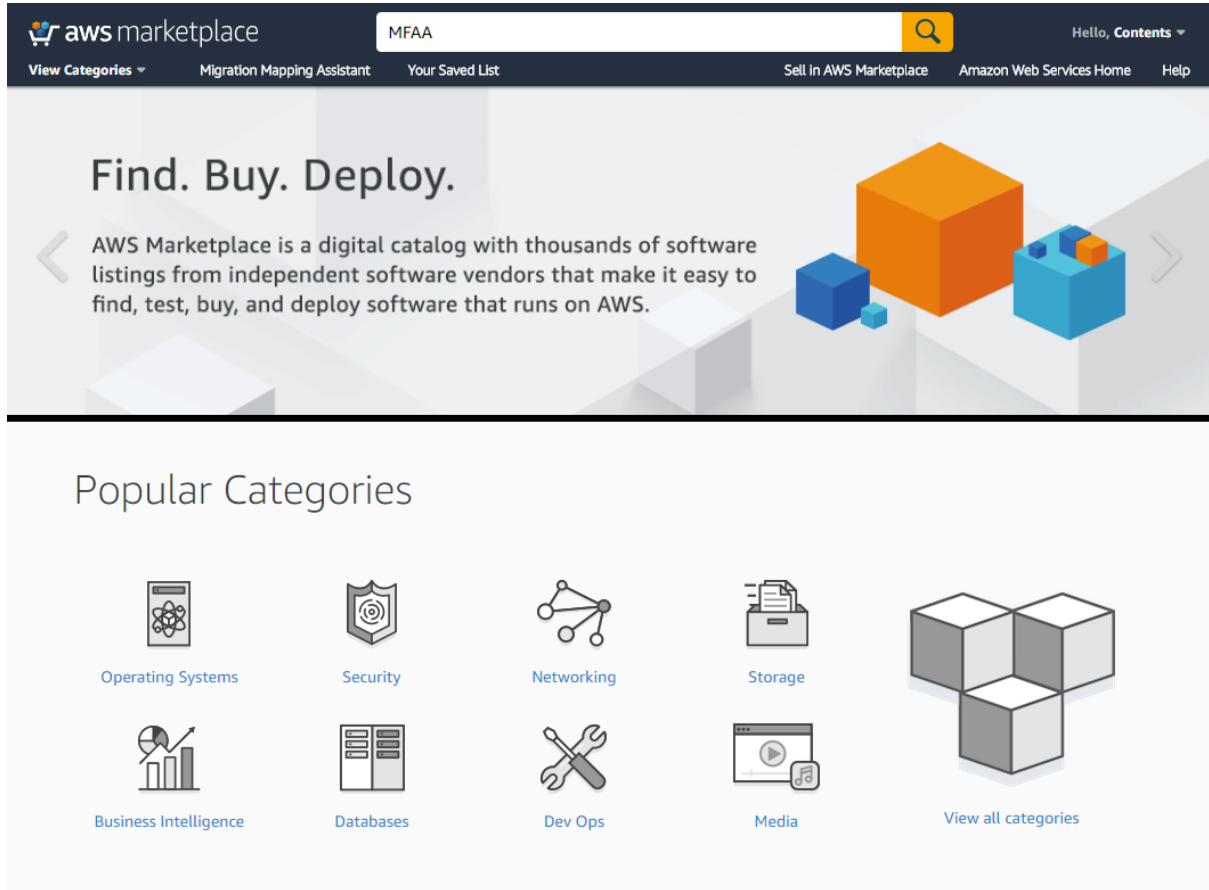 aws marketplace
MFAA
Hello, Contents
View Categories
Migration Mapping Assistant
Your Saved List
Sell in AWS Marketplace
Amazon Web Services Home
Help
Find. Buy. Deploy.
AWS Marketplace is a digital catalog with thousands of software
listings from independent software vendors that make it easy to
find, test, buy, and deploy software that runs on AWS.
Popular Categories
Operating Systems
Security
Networking
Storage
Business Intelligence
Databases
Dev Ops
Media
View all categories